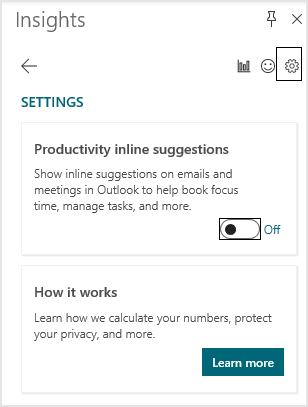 Insights
SETTINGS
Productivity inline suggestions
Show inline suggestions on emails and
meetings in Outlook to help book focus
time, manage tasks, and more.
Off
How it works
Learn how we calculate your numbers, protect
your privacy, and more.
Learn more